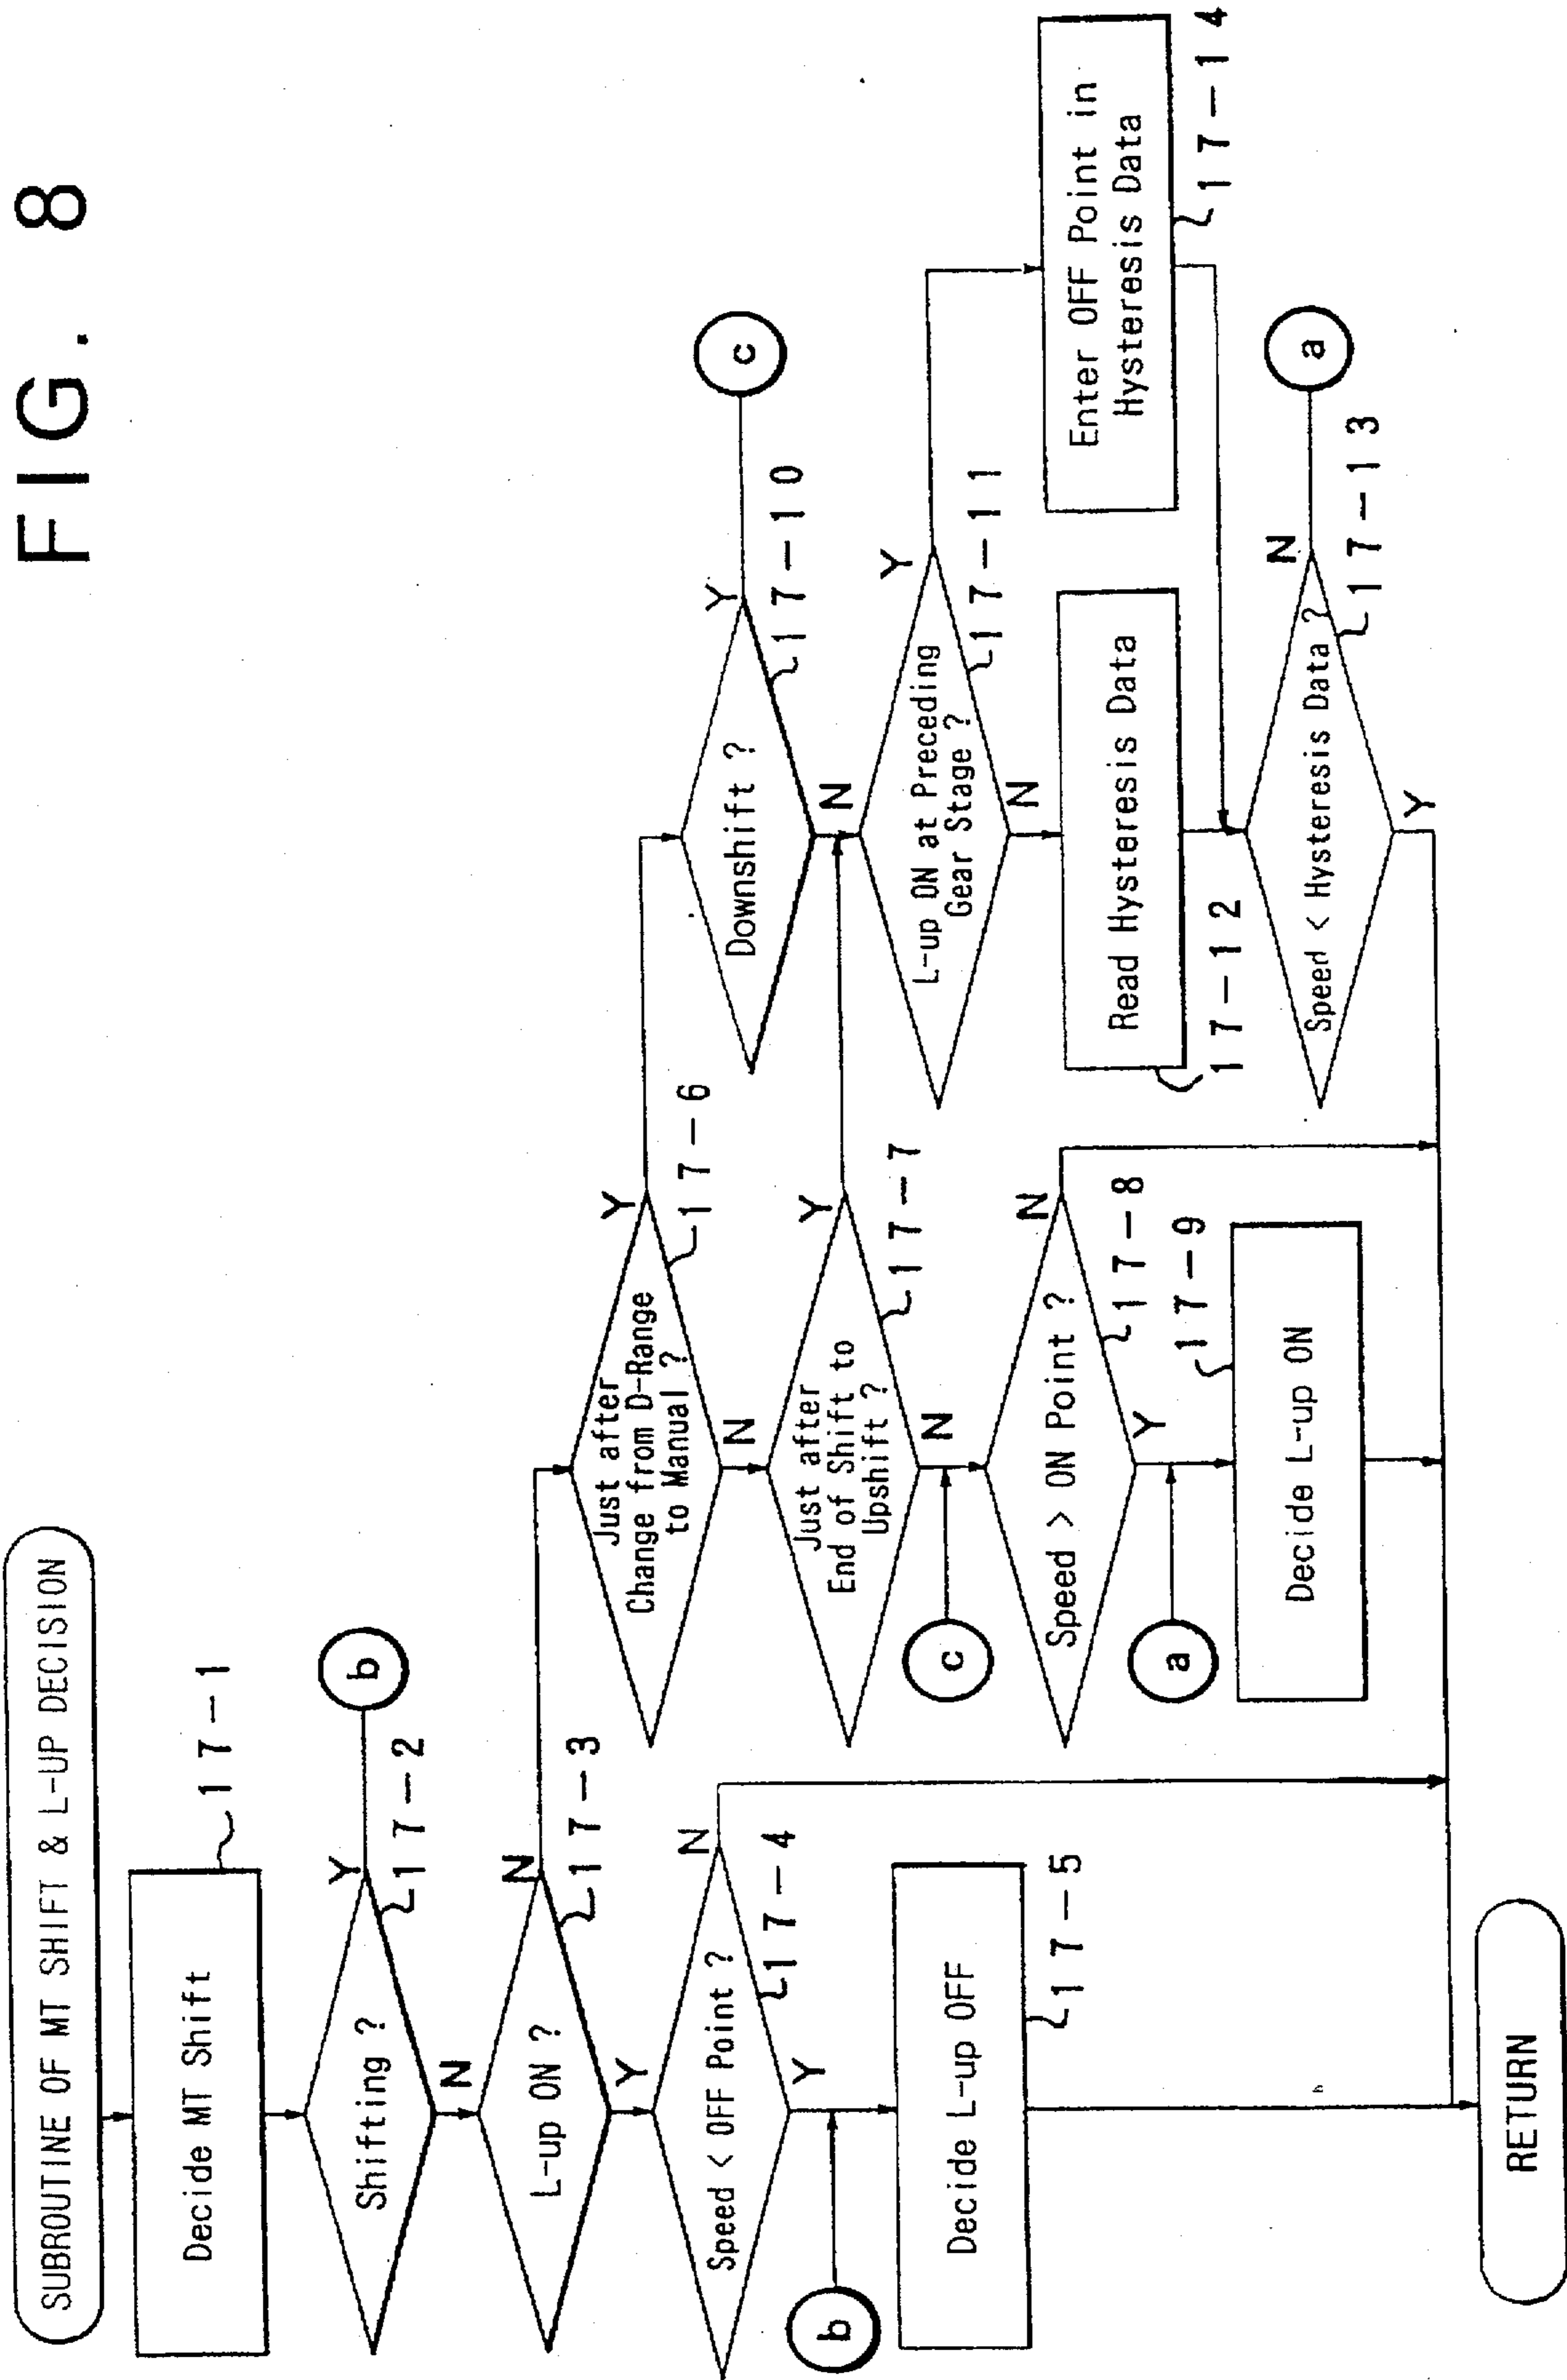 FIG. 8
SUBROUTINE OF MT SHIFT & L-UP DECISION
Decide MT Shift
17-1
Shifting ?
Y
17-2
b
N
L-up ON ?
N
17-3
Y
Speed < OFF Point ?
N
17-4
Y
b
Decide L-up OFF
17-5
Just after
Change from D-Range
to Manual ?
Y
17-6
N
Just after
End of Shift to
Upshift ?
Y
17-7
N
c
Speed > ON Point ?
N
17-8
Y
a
17-9
Decide L-up ON
Downshift ?
Y
17-10
c
N
L-up ON at Preceding
Gear Stage ?
Y
17-11
N
Read Hysteresis Data
17-12
Enter OFF Point in
Hysteresis Data
17-14
Speed < Hysteresis Data ?
N
17-13
a
Y
RETURN